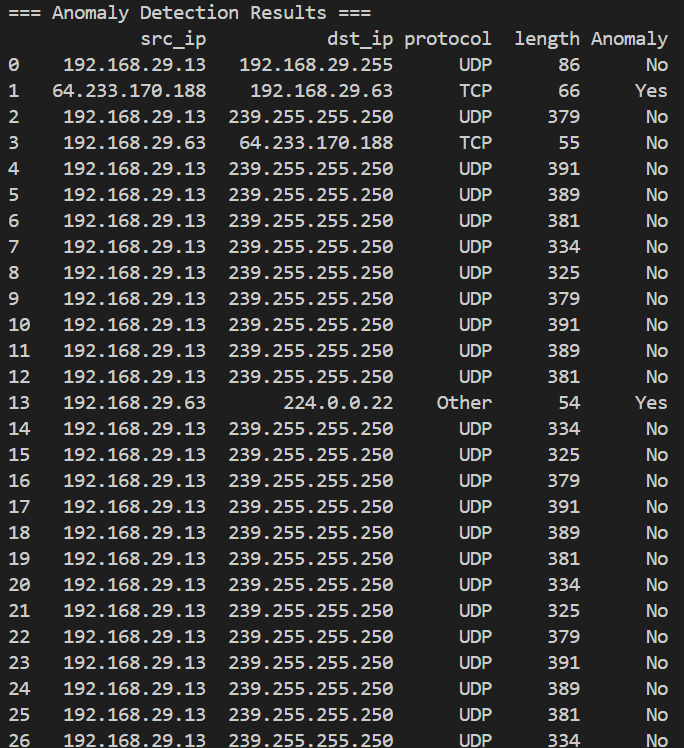 === Anomaly Detection Results ===
src_ip dst_ip protocol length Anomaly
0 192.168.29.13 192.168.29.255 UDP 86 No
1 64.233.170.188 192.168.29.63 TCP 66 Yes
2 192.168.29.13 239.255.255.250 UDP 379 No
3 192.168.29.63 64.233.170.188 TCP 55 No
4 192.168.29.13 239.255.255.250 UDP 391 No
5 192.168.29.13 239.255.255.250 UDP 389 No
6 192.168.29.13 239.255.255.250 UDP 381 No
7 192.168.29.13 239.255.255.250 UDP 334 No
8 192.168.29.13 239.255.255.250 UDP 325 No
9 192.168.29.13 239.255.255.250 UDP 379 No
10 192.168.29.13 239.255.255.250 UDP 391 No
11 192.168.29.13 239.255.255.250 UDP 389 No
12 192.168.29.13 239.255.255.250 UDP 381 No
13 192.168.29.63 224.0.0.22 Other 54 Yes
14 192.168.29.13 239.255.255.250 UDP 334 No
15 192.168.29.13 239.255.255.250 UDP 325 No
16 192.168.29.13 239.255.255.250 UDP 379 No
17 192.168.29.13 239.255.255.250 UDP 391 No
18 192.168.29.13 239.255.255.250 UDP 389 No
19 192.168.29.13 239.255.255.250 UDP 381 No
20 192.168.29.13 239.255.255.250 UDP 334 No
21 192.168.29.13 239.255.255.250 UDP 325 No
22 192.168.29.13 239.255.255.250 UDP 379 No
23 192.168.29.13 239.255.255.250 UDP 391 No
24 192.168.29.13 239.255.255.250 UDP 389 No
25 192.168.29.13 239.255.255.250 UDP 381 No
26 192.168.29.13 239.255.255.250 UDP 334 No